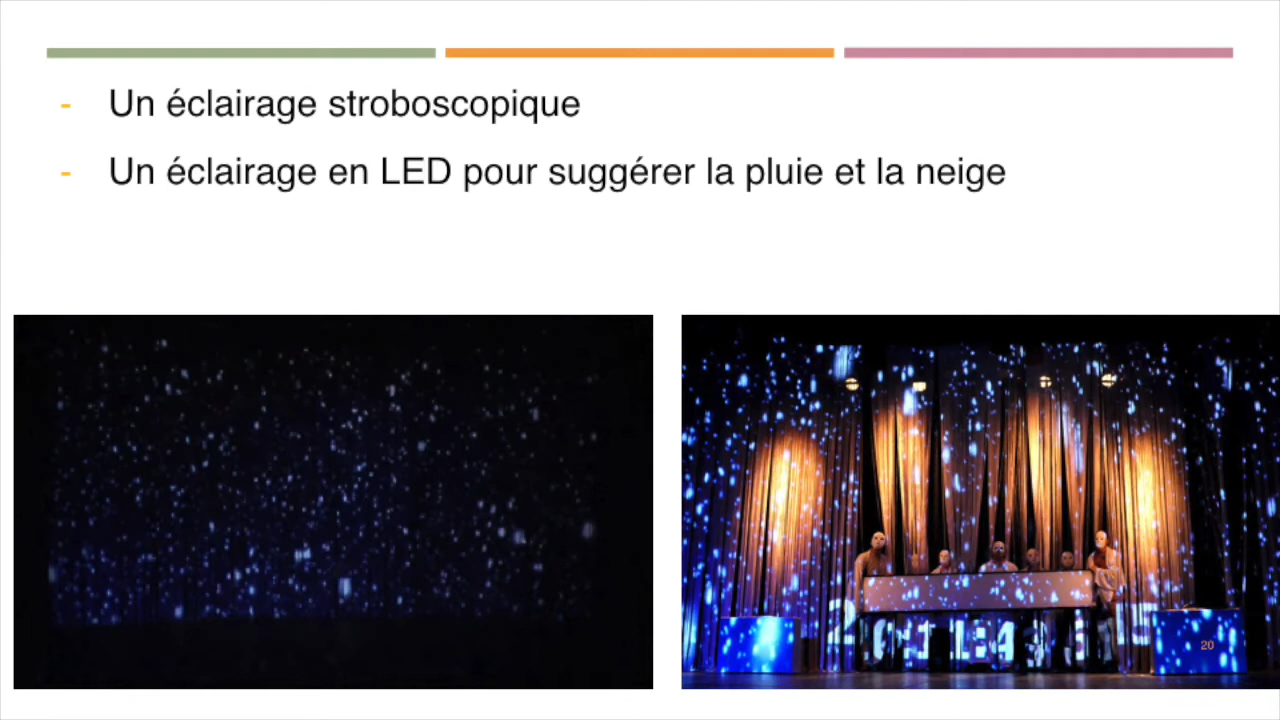 - Un éclairage stroboscopique
- Un éclairage en LED pour suggérer la pluie et la neige
20